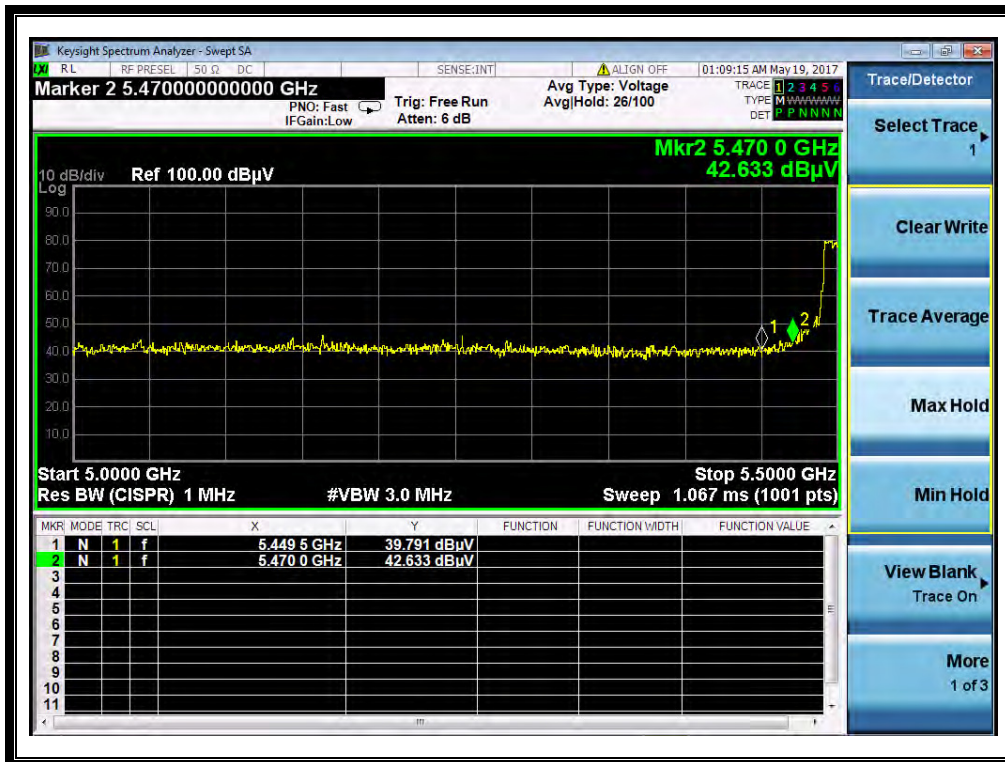 Keysight Spectrum Analyzer - Swept SA
LXI RL RF PRESEL 50 Ω DC SENSE:INT ALIGN OFF 01:09:15 AM May 19, 2017
Marker 2 5.470000000000 GHz
PNO: Fast
IFGain:Low
Trig: Free Run
Atten: 6 dB
Avg Type: Voltage
Avg|Hold: 26/100
TRACE 1 2 3 4 5 6
TYPE M WWWWW
DET P P N N N N
Mkr2 5.470 0 GHz
42.633 dBµV
10 dB/div Ref 100.00 dBµV
Log
90.0
80.0
70.0
60.0
50.0
40.0
30.0
20.0
10.0
1
2
Start 5.0000 GHz Stop 5.5000 GHz
Res BW (CISPR) 1 MHz #VBW 3.0 MHz Sweep 1.067 ms (1001 pts)
MKR MODE TRC SCL X Y FUNCTION FUNCTION WIDTH FUNCTION VALUE
1 N 1 f 5.449 5 GHz 39.791 dBµV
2 N 1 f 5.470 0 GHz 42.633 dBµV
3
4
5
6
7
8
9
10
11
Trace/Detector
Select Trace
1
Clear Write
Trace Average
Max Hold
Min Hold
View Blank
Trace On
More
1 of 3